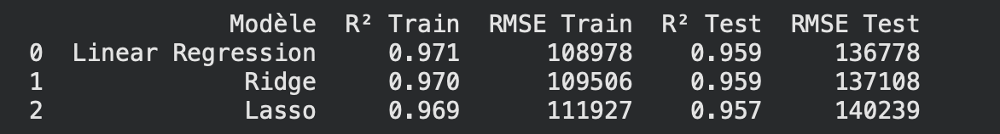 Modèle R² Train RMSE Train R² Test RMSE Test
0 Linear Regression 0.971 108978 0.959 136778
1 Ridge 0.970 109506 0.959 137108
2 Lasso 0.969 111927 0.957 140239